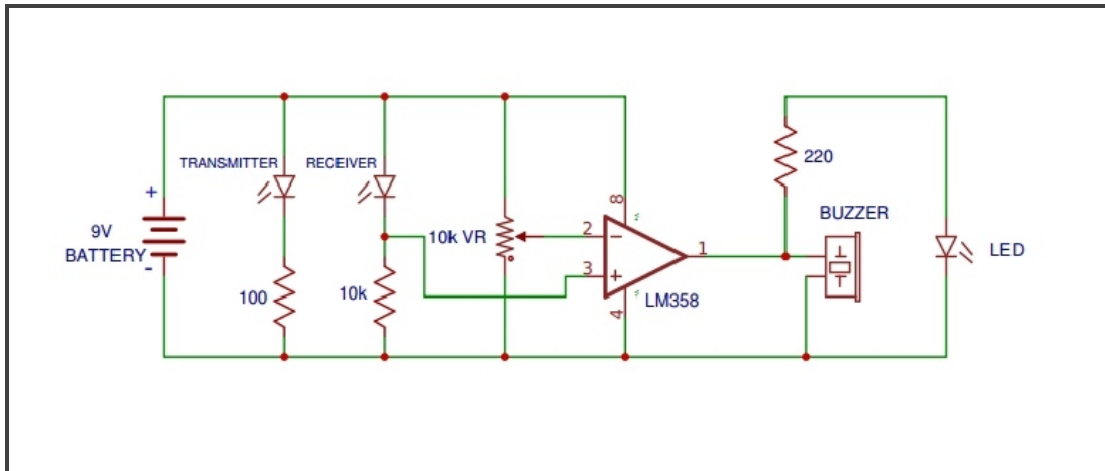 TRANSMITTER
RECEIVER
+
9V
BATTERY
-
100
10k
10k VR
2
3
-
+
8
4
1
LM358
220
BUZZER
LED